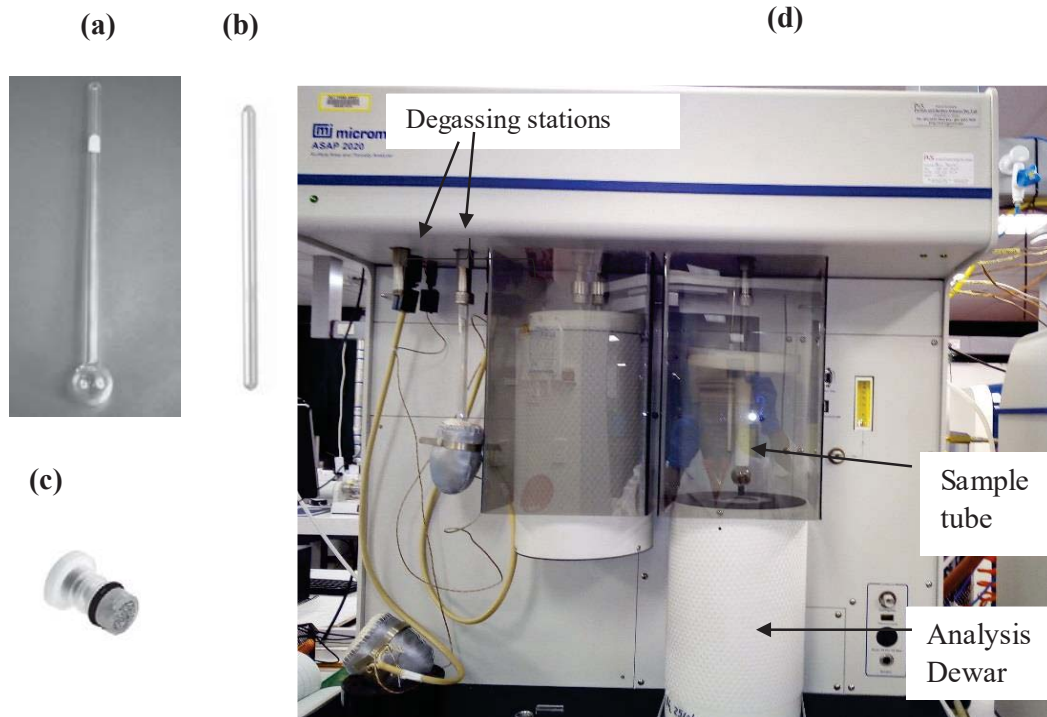 (a)
(b)
(d)
Degassing stations
microm
ASAP 2020
(c)
Sample
tube
Analysis
Dewar